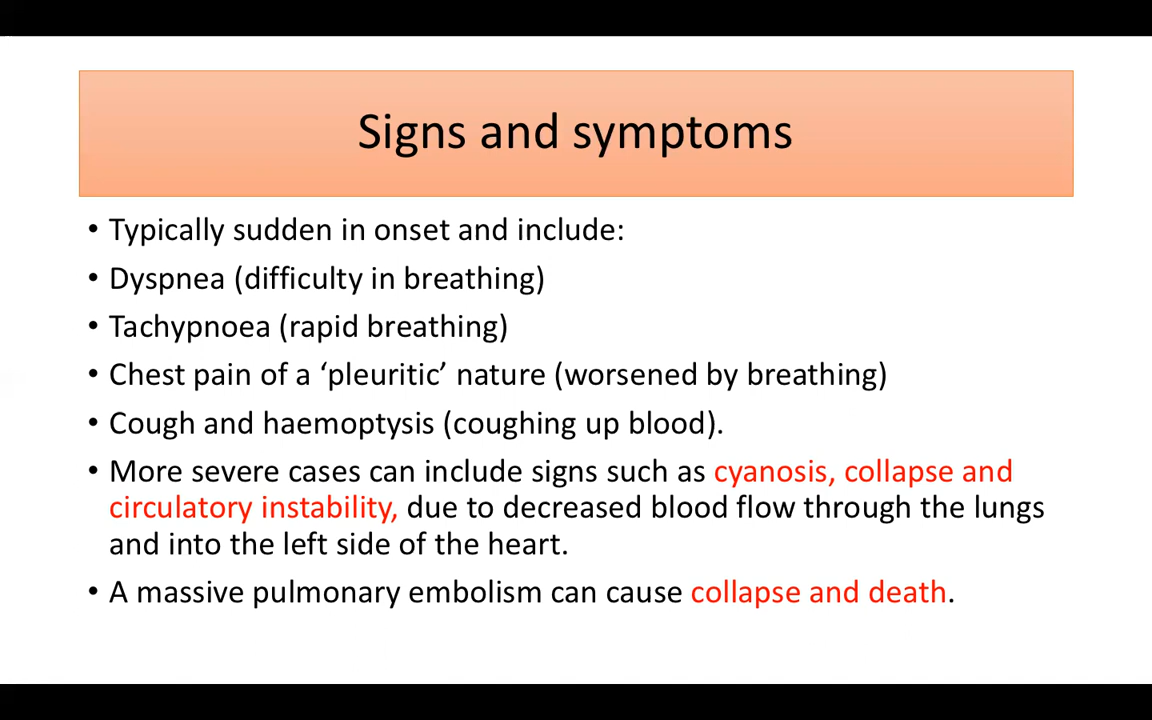 Signs and symptoms
• Typically sudden in onset and include:
• Dyspnea (difficulty in breathing)
• Tachypnoea (rapid breathing)
• Chest pain of a ‘pleuritic’ nature (worsened by breathing)
• Cough and haemoptysis (coughing up blood).
• More severe cases can include signs such as cyanosis, collapse and
circulatory instability, due to decreased blood flow through the lungs
and into the left side of the heart.
• A massive pulmonary embolism can cause collapse and death.